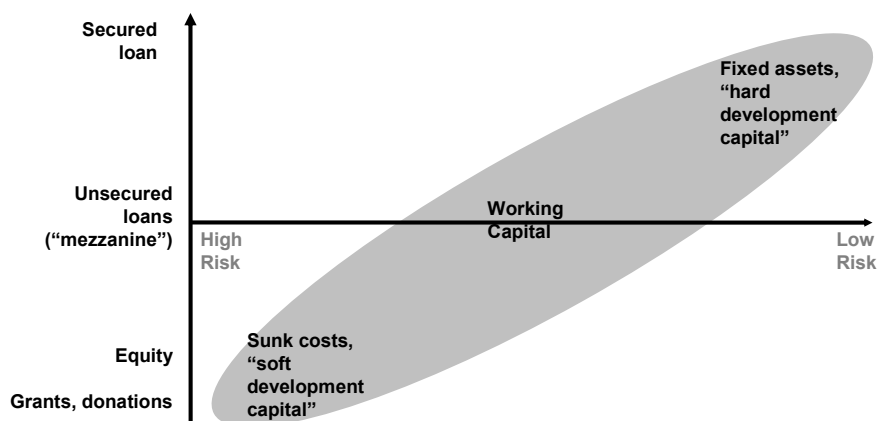 Secured
loan
Fixed assets,
“hard
development
capital”
Unsecured
loans
(“mezzanine”)
Working
Capital
High
Risk
Low
Risk
Equity
Sunk costs,
“soft
development
capital”
Grants, donations